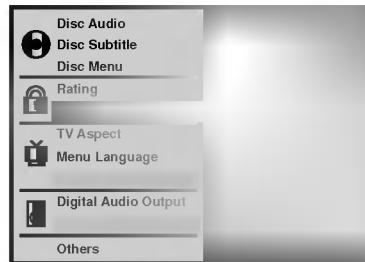 Disc Audio
Disc Subtitle
Disc Menu
Rating
TV Aspect
Menu Language
Digital Audio Output
Others